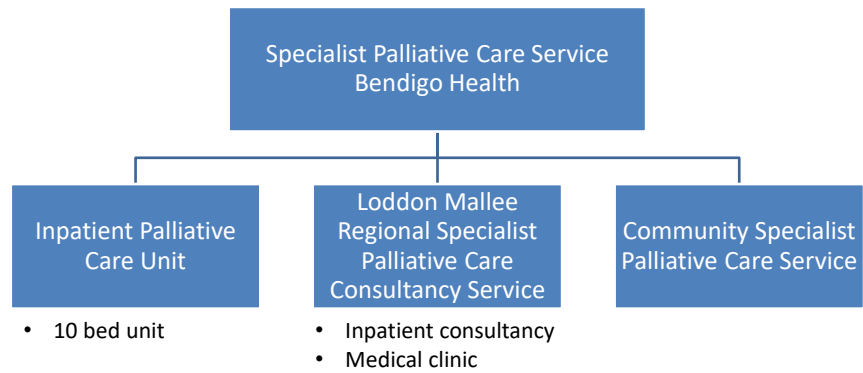 Specialist Palliative Care Service
Bendigo Health
Inpatient Palliative
Care Unit
Loddon Mallee
Regional Specialist
Palliative Care
Consultancy Service
Community Specialist
Palliative Care Service
• 10 bed unit
• Inpatient consultancy
• Medical clinic